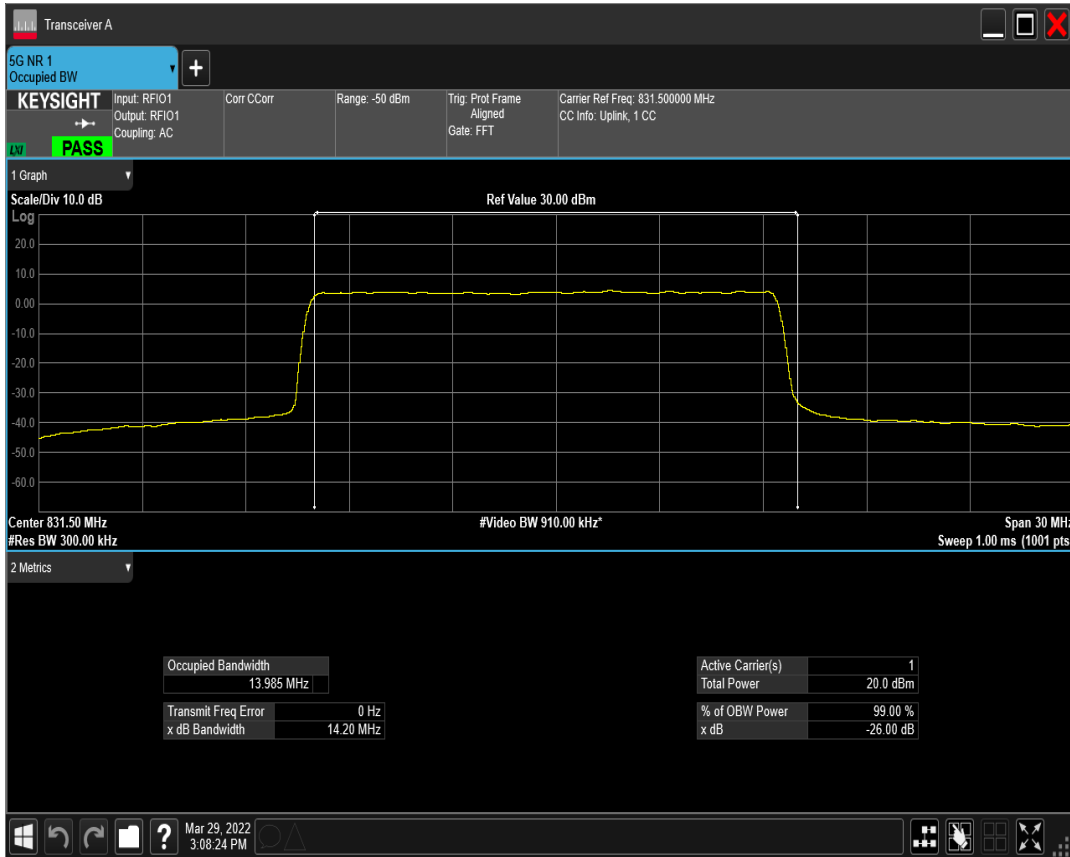 Transceiver A
5G NR 1
Occupied BW
KEYSIGHT
LXI
PASS
Input: RFIO1
Output: RFIO1
Coupling: AC
Corr CCorr
Range: -50 dBm
Trig: Prot Frame
Aligned
Gate: FFT
Carrier Ref Freq: 831.500000 MHz
CC Info: Uplink, 1 CC
1 Graph
Scale/Div 10.0 dB
Ref Value 30.00 dBm
Log
20.0
10.0
0.00
-10.0
-20.0
-30.0
-40.0
-50.0
-60.0
Center 831.50 MHz
#Video BW 910.00 kHz*
Span 30 MHz
#Res BW 300.00 kHz
Sweep 1.00 ms (1001 pts
2 Metrics
Occupied Bandwidth
13.985 MHz
Transmit Freq Error 0 Hz
x dB Bandwidth 14.20 MHz
Active Carrier(s) 1
Total Power 20.0 dBm
% of OBW Power 99.00 %
x dB -26.00 dB
?
Mar 29, 2022
3:08:24 PM